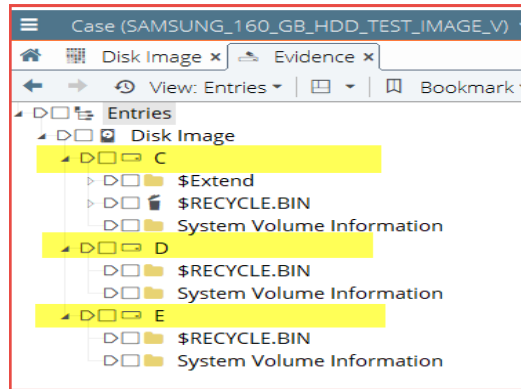 Case (SAMSUNG_160_GB_HDD_TEST_IMAGE_V)
Disk Image × Evidence ×
View: Entries Bookmark
Entries
Disk Image
C
$Extend
$RECYCLE.BIN
System Volume Information
D
$RECYCLE.BIN
System Volume Information
E
$RECYCLE.BIN
System Volume Information